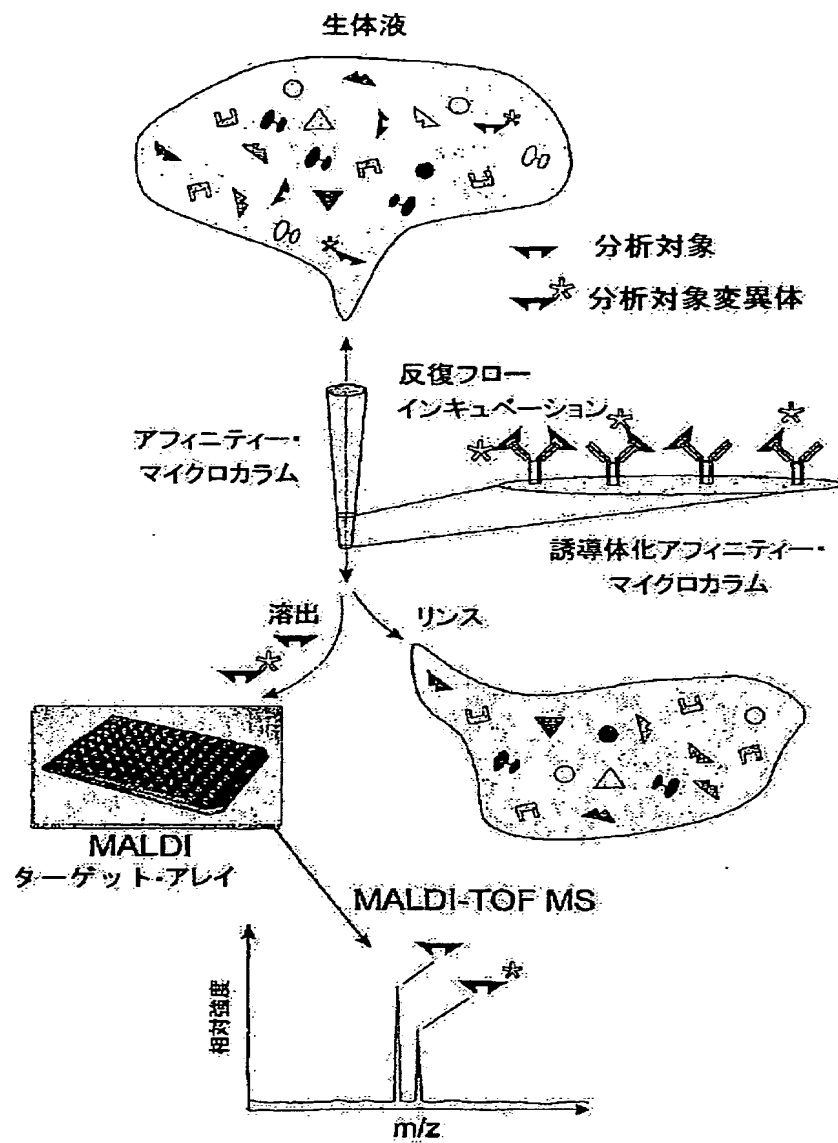 生体液
分析対象
分析対象変異体
反復フロー
インキュベーション
アフィニティー・
マイクロカラム
誘導体化アフィニティー・
マイクロカラム
溶出
リンス
MALDI
ターゲット・アレイ
MALDI-TOF MS
相対強度
m/z